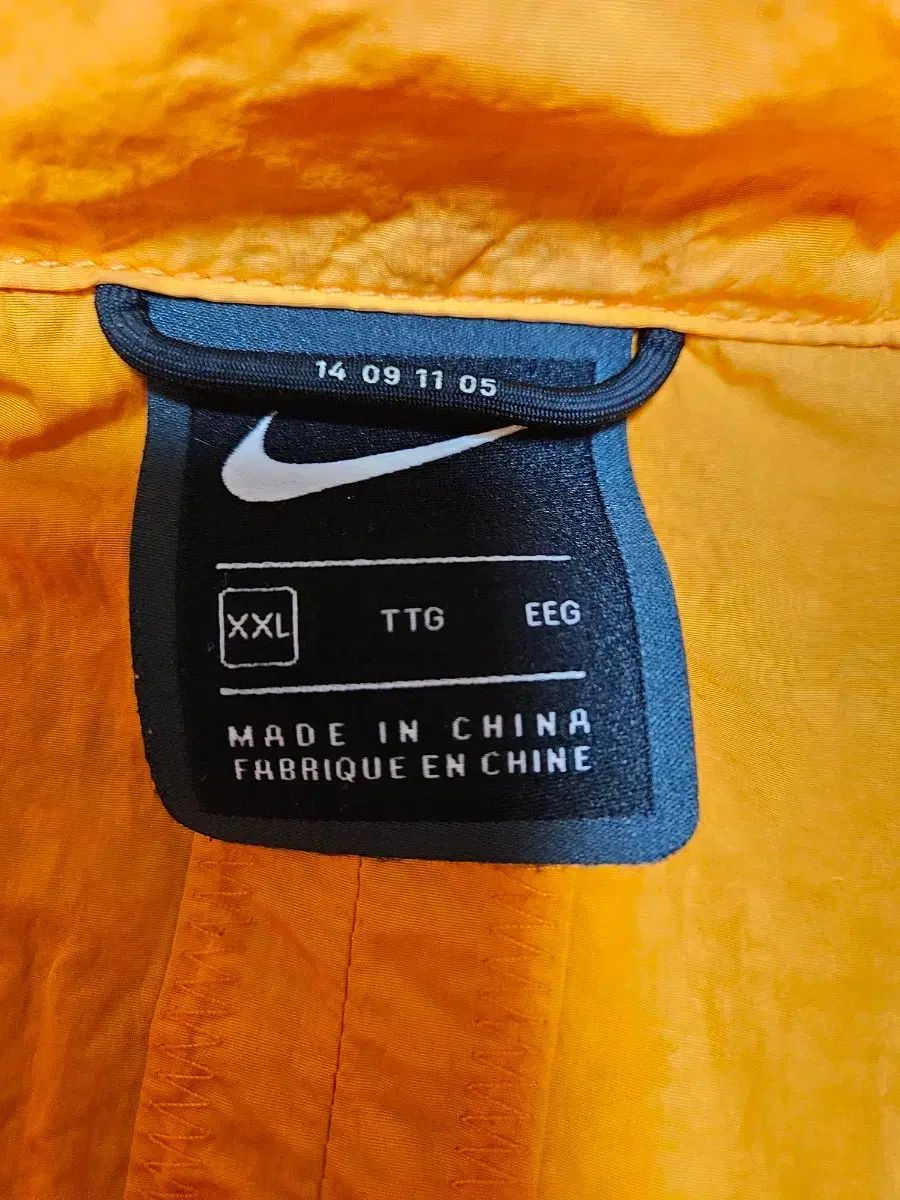 14 09 11 05
XXL TTG EEG
MADE IN CHINA
FABRIQUE EN CHINE